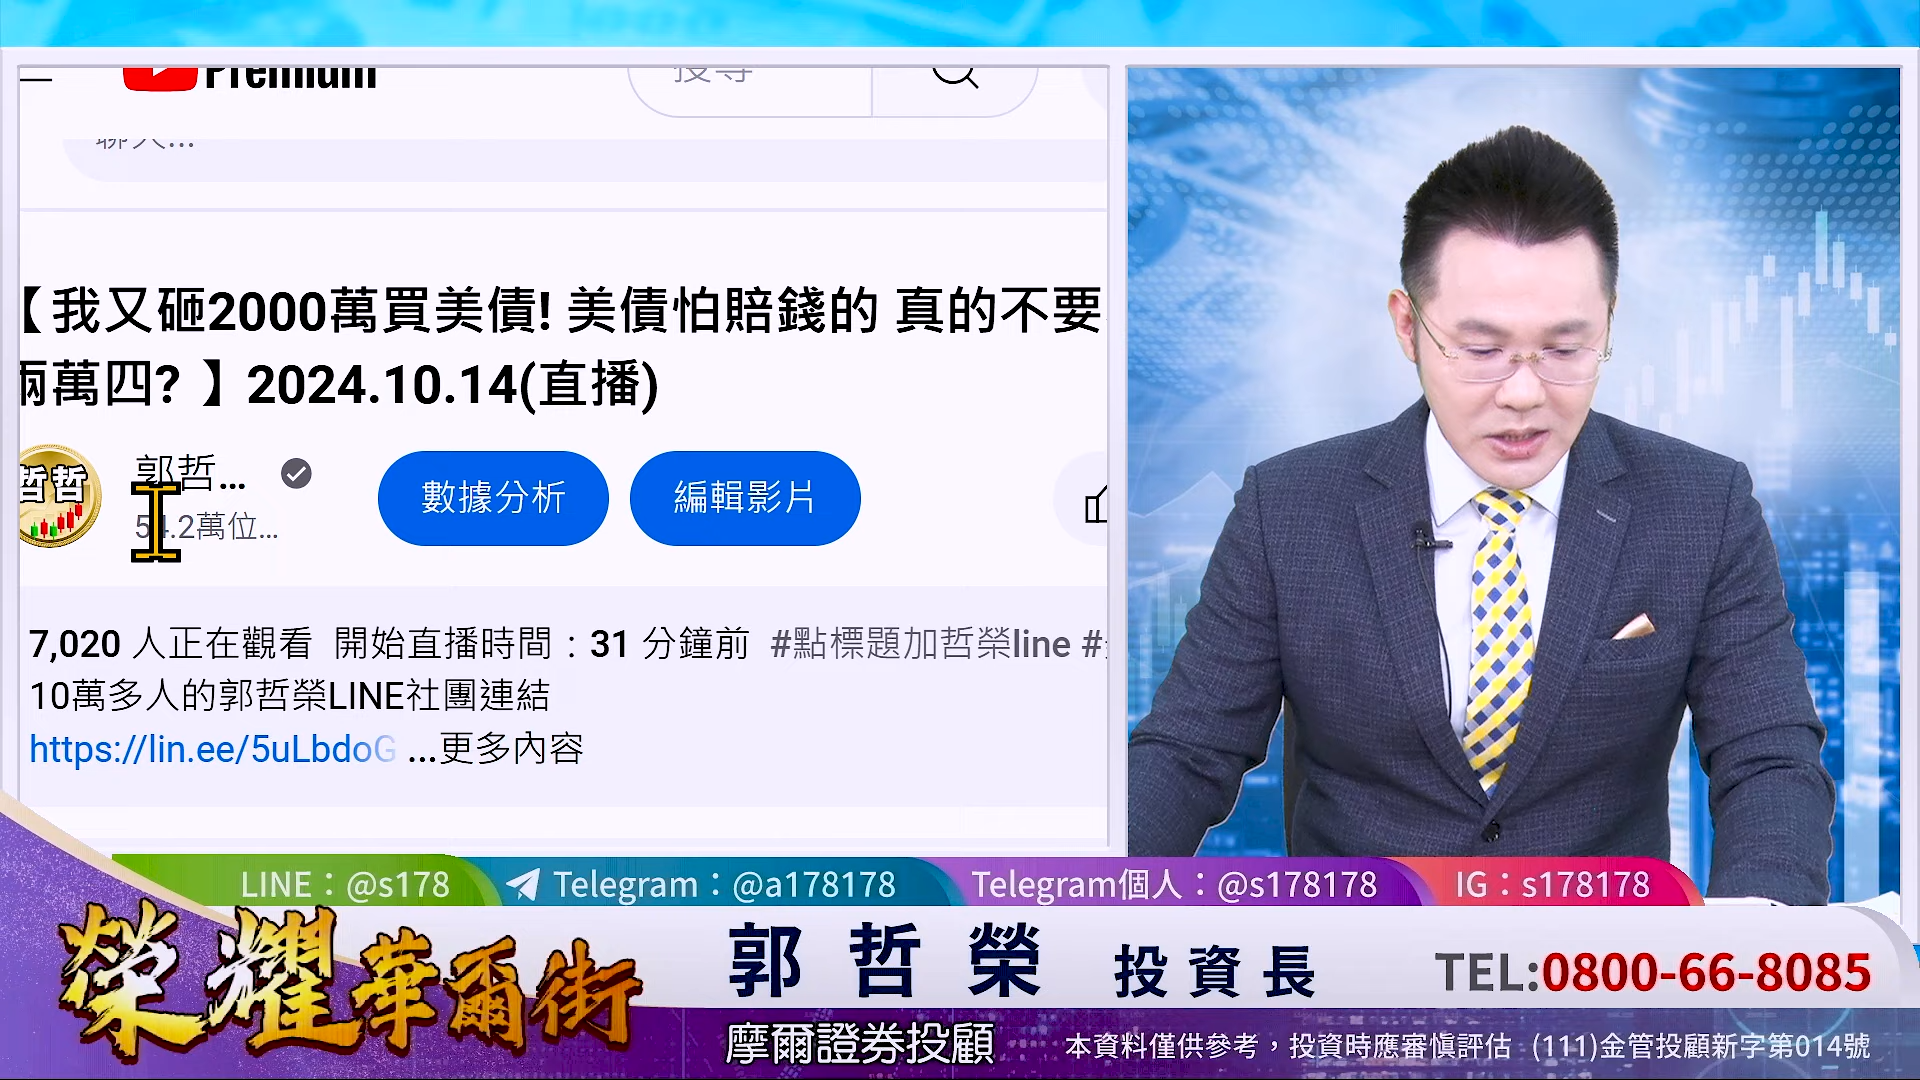 Premium
搜尋
聊天...
【我又砸2000萬買美債! 美債怕賠錢的 真的不要
兩萬四? 】2024.10.14(直播)
哲哲
郭哲...
54.2萬位...
數據分析
編輯影片
7,020 人正在觀看 開始直播時間：31 分鐘前 #點標題加哲榮line #
10萬多人的郭哲榮LINE社團連結
https://lin.ee/5uLbdoG ...更多內容
LINE：@s178
Telegram：@a178178
Telegram個人：@s178178
IG：s178178
榮耀華爾街
郭哲榮 投資長
TEL:0800-66-8085
摩爾證券投顧
本資料僅供參考，投資時應審慎評估 (111)金管投顧新字第014號